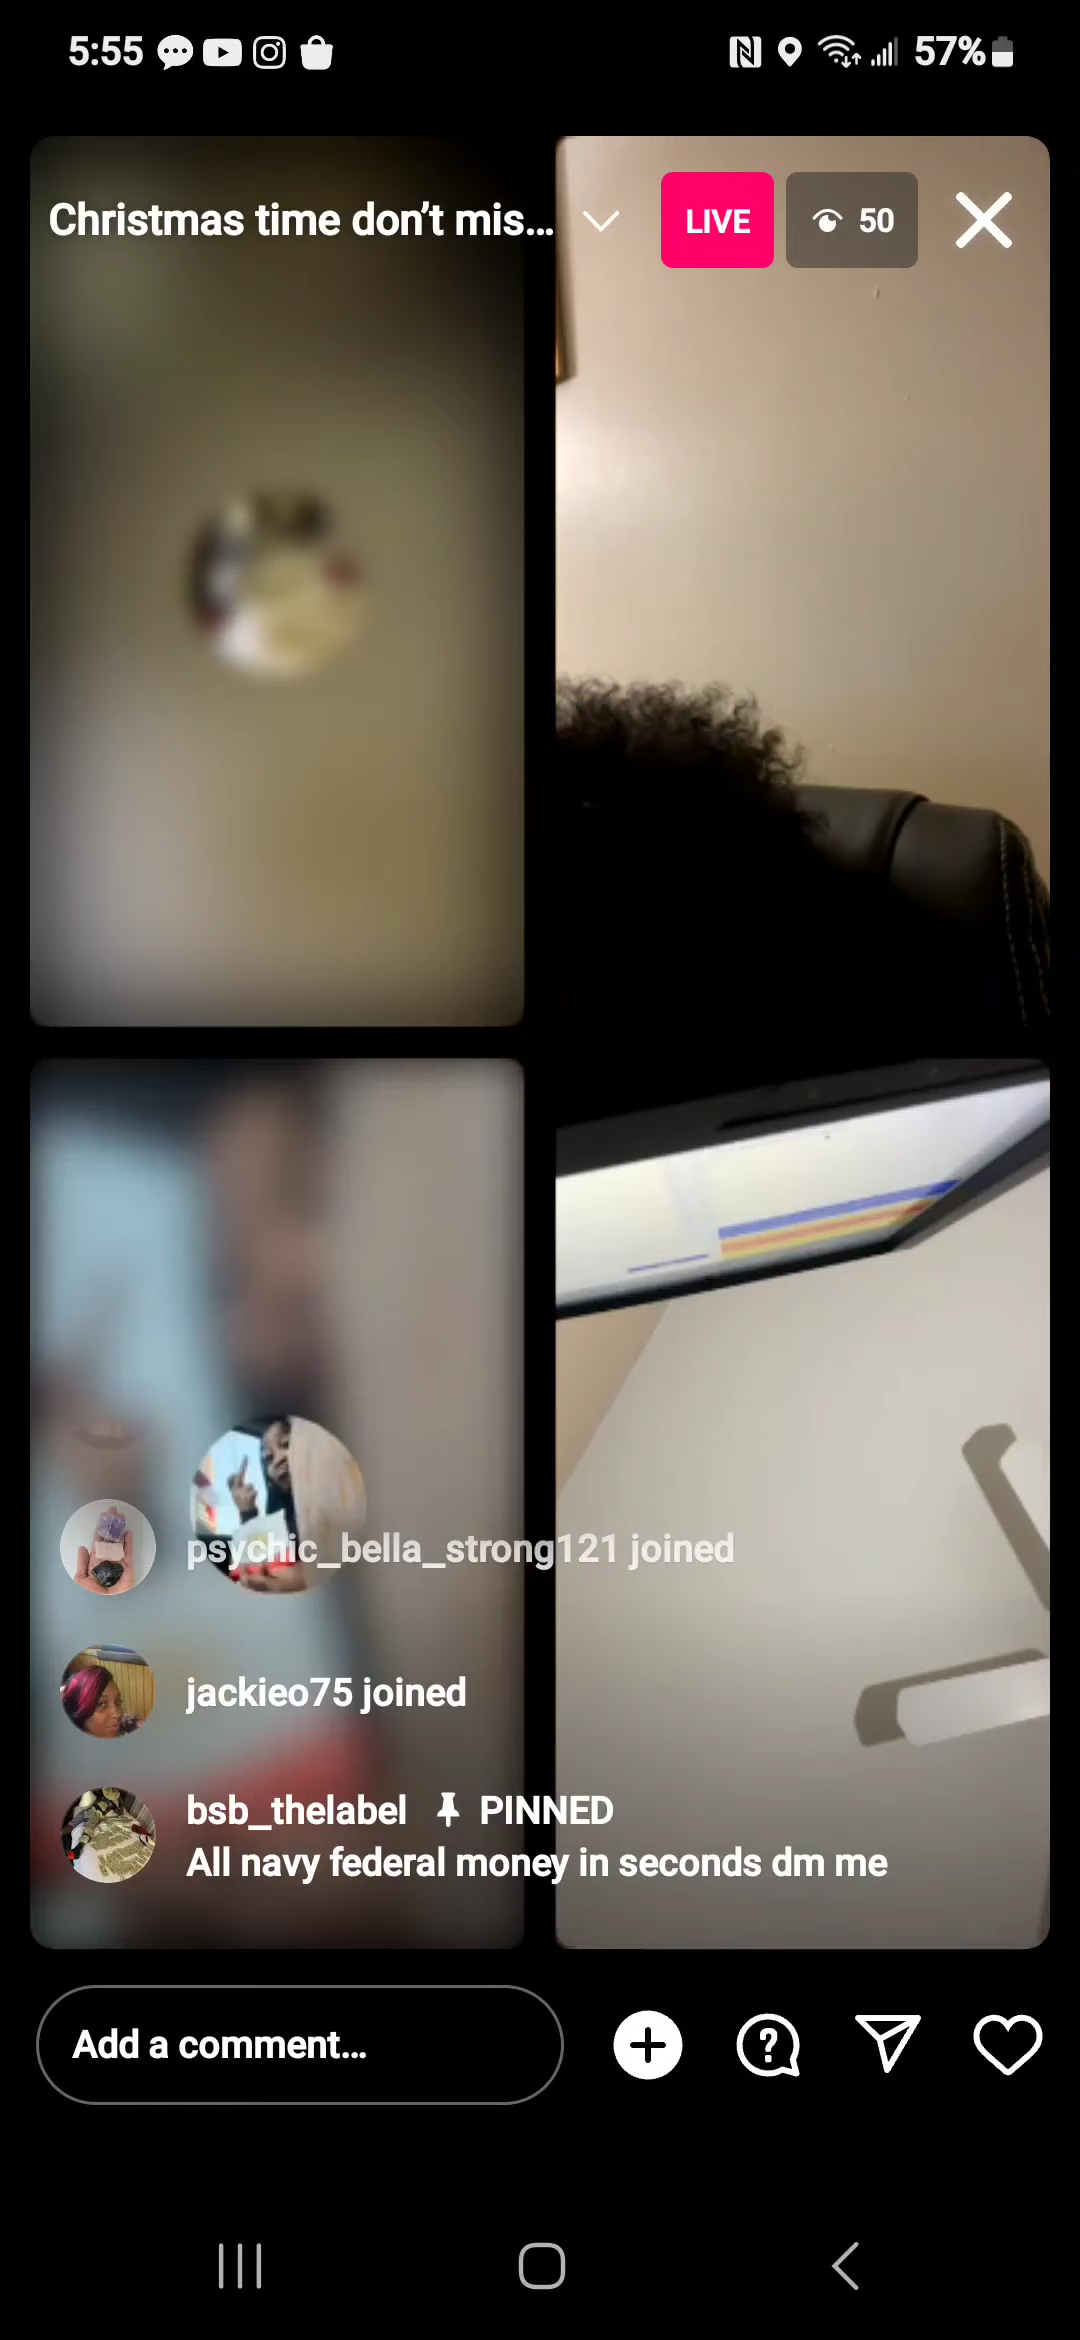 5:55
57%
Christmas time don’t mis...
LIVE
50
psychic_bella_strong121 joined
jackieo75 joined
bsb_thelabel PINNED
All navy federal money in seconds dm me
Add a comment...